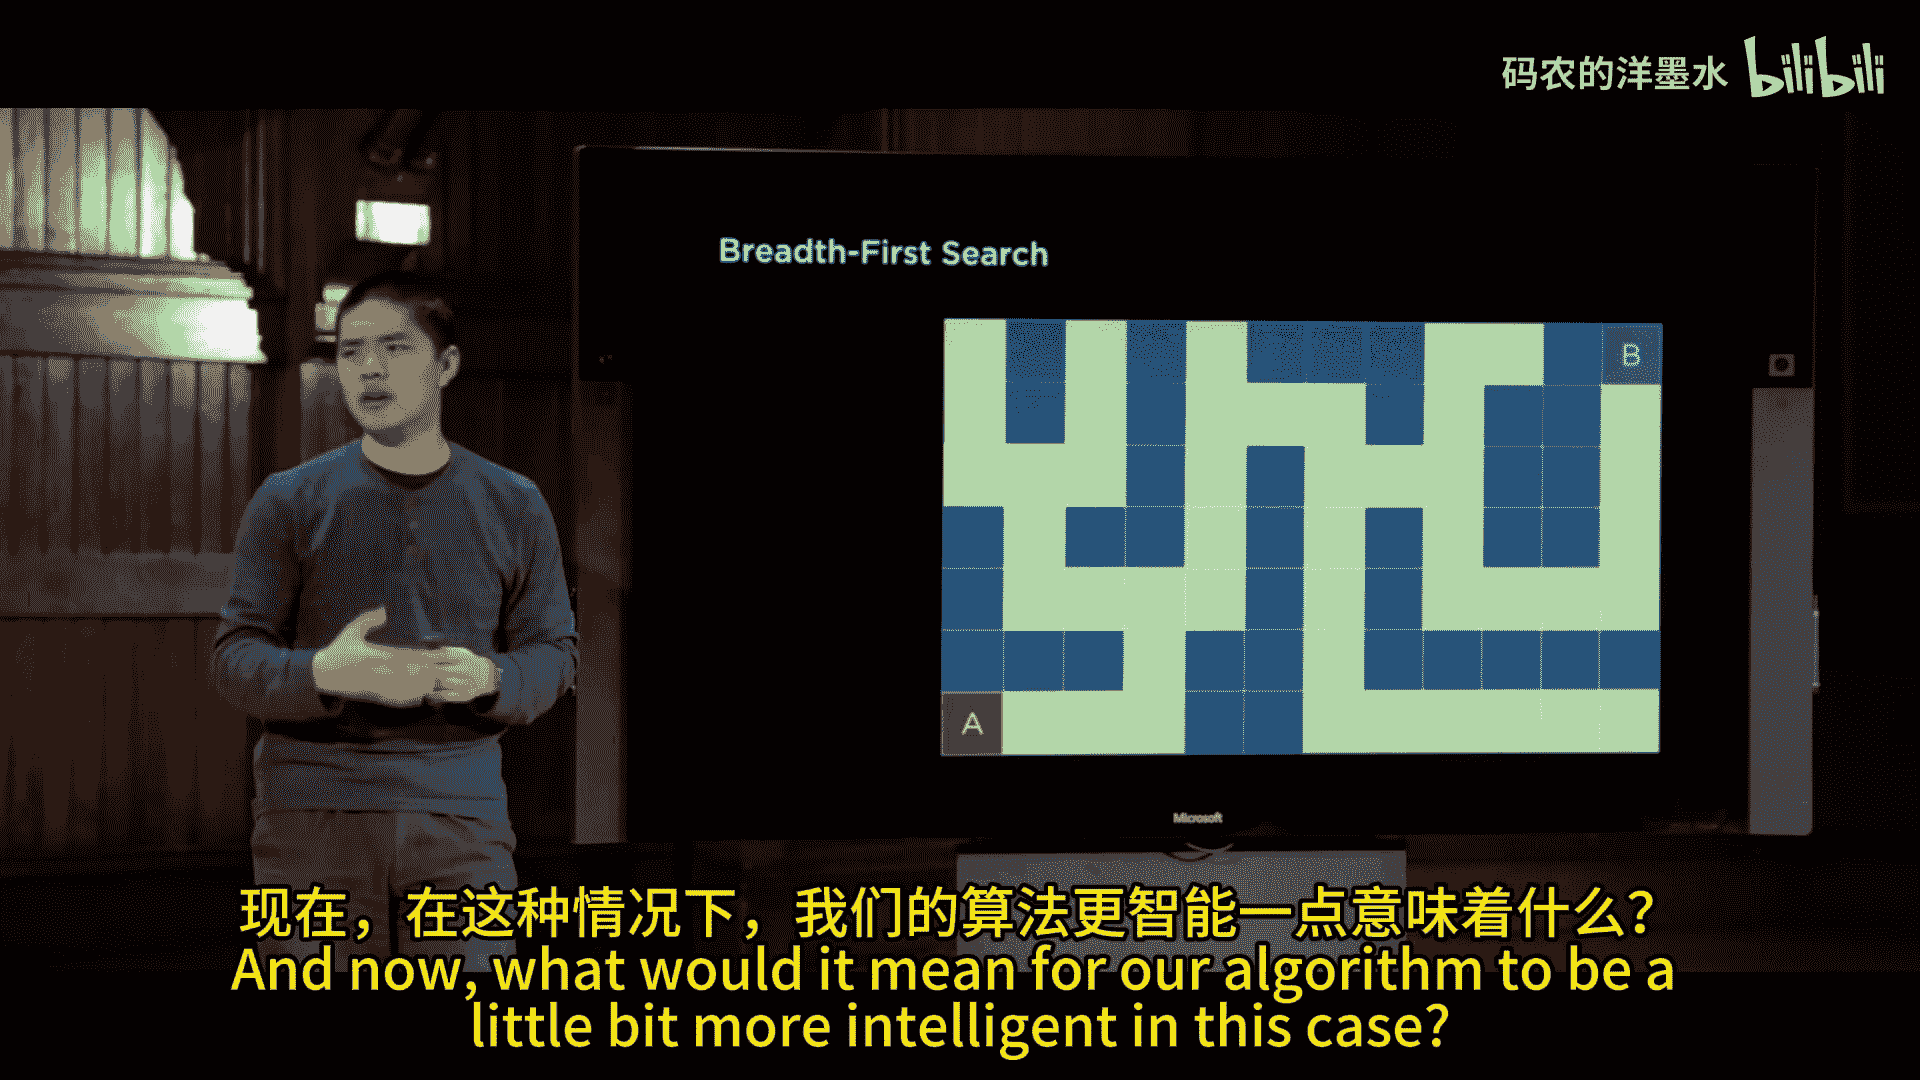 码农的洋墨水 bilibili
Breadth-First Search
B
A
Microsoft
现在，在这种情况下，我们的算法更智能一点意味着什么？
And now, what would it mean for our algorithm to be a
little bit more intelligent in this case?